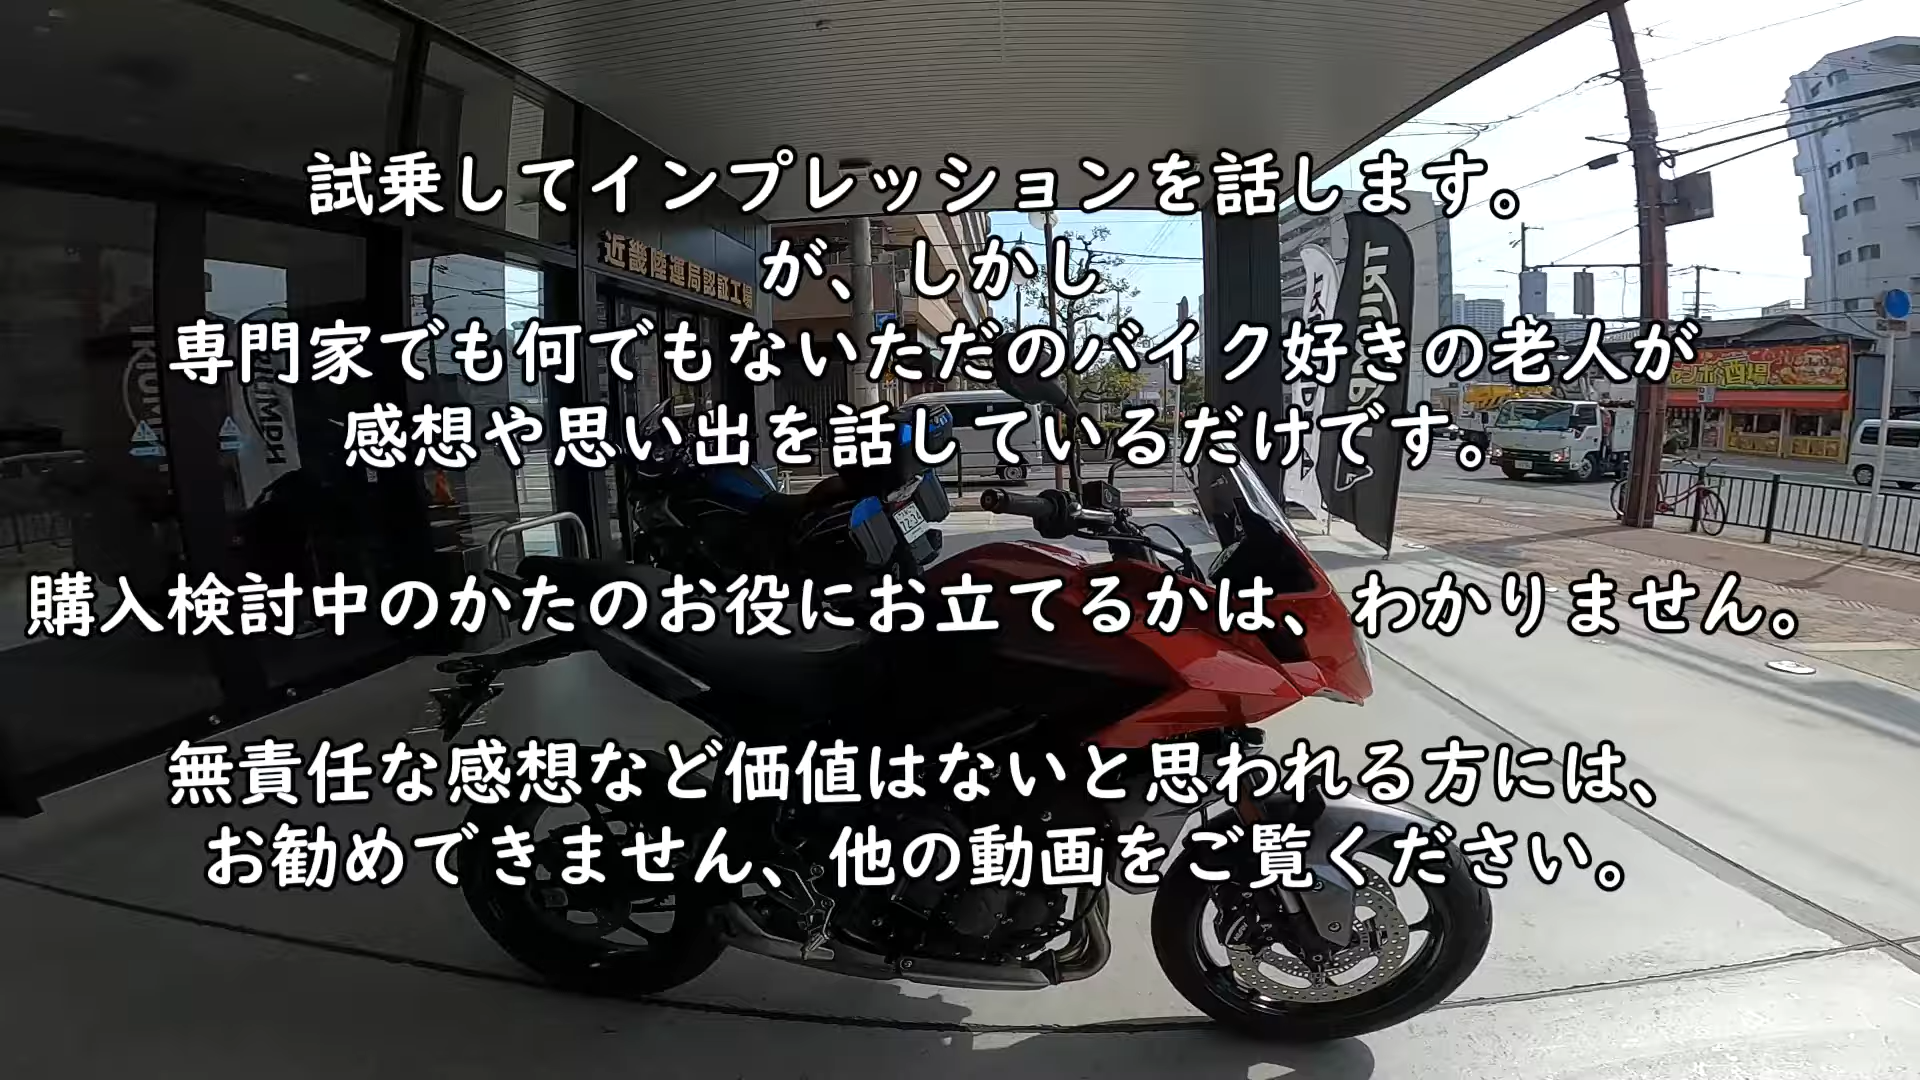 試乗してインプレッションを話します。
が、しかし
近畿陸運局認証工場
専門家でも何でもないただのバイク好きの老人が
感想や思い出を話しているだけです。
購入検討中のかたのお役にお立てるかは、わかりません。
無責任な感想など価値はないと思われる方には、
お勧めできません、他の動画をご覧ください。